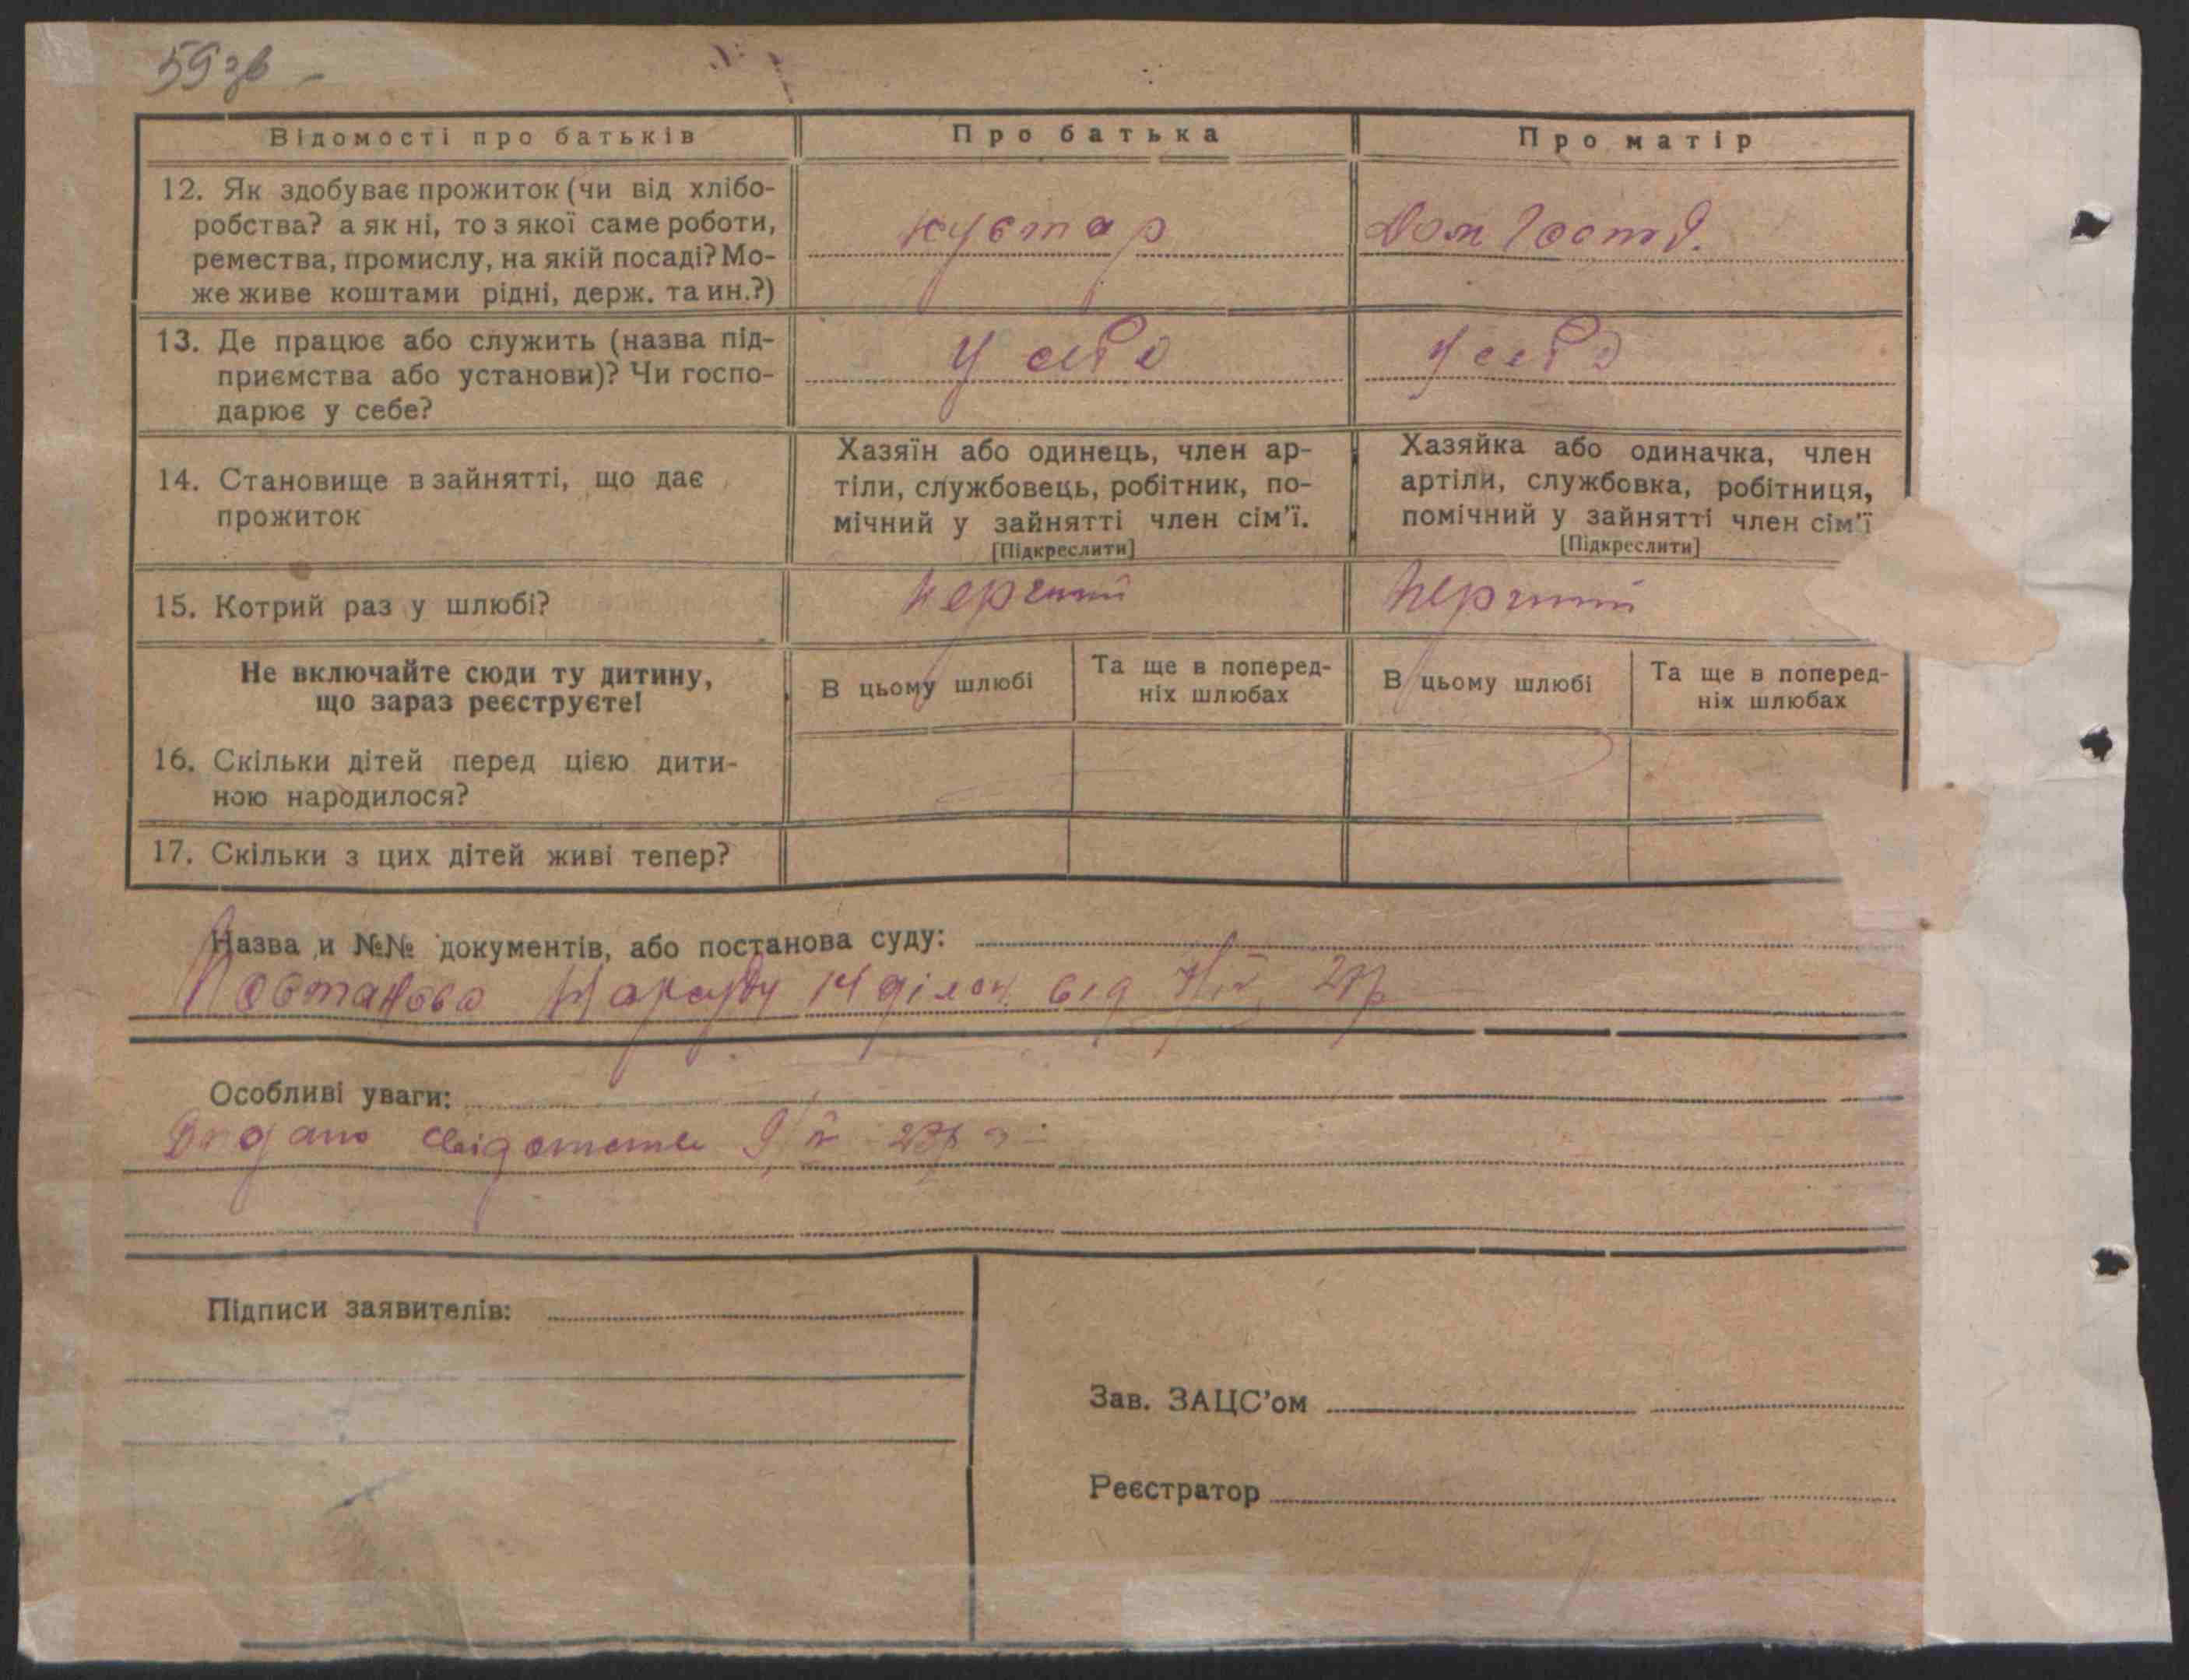 59 зв
Відомості про батьків
Про батька
Про матір
12. Як здобуває прожиток (чи від хлібо-
робства? а як ні, то з якої саме роботи,
ремества, промислу, на якій посаді? Мо-
же живе коштами рідні, держ. та ин.?)
кустар
Дом Госпд.
13. Де працює або служить (назва під-
приємства або установи)? Чи госпо-
дарює у себе?
У себе
У себе
14. Становище в зайнятті, що дає
прожиток
Хазяїн або одинець, член ар-
тіли, службовець, робітник, по-
мічний у зайнятті член сім’ї.
[Підкреслити]
Хазяйка або одиначка, член
артіли, службовка, робітниця,
помічний у зайнятті член сім’ї
[Підкреслити]
15. Котрий раз у шлюбі?
перший
перший
Не включайте сюди ту дитину,
що зараз реєструєте!
В цьому шлюбі
Та ще в поперед-
ніх шлюбах
В цьому шлюбі
Та ще в поперед-
ніх шлюбах
16. Скільки дітей перед цією дити-
ною народилося?
17. Скільки з цих дітей живі тепер?
Назва и №№ документів, або постанова суду:
Постанова Нарсуду 14 ділон. від
Особливі уваги:
Видано свідоцтво
Підписи заявителів:
Зав. ЗАЦС’ом
Реєстратор